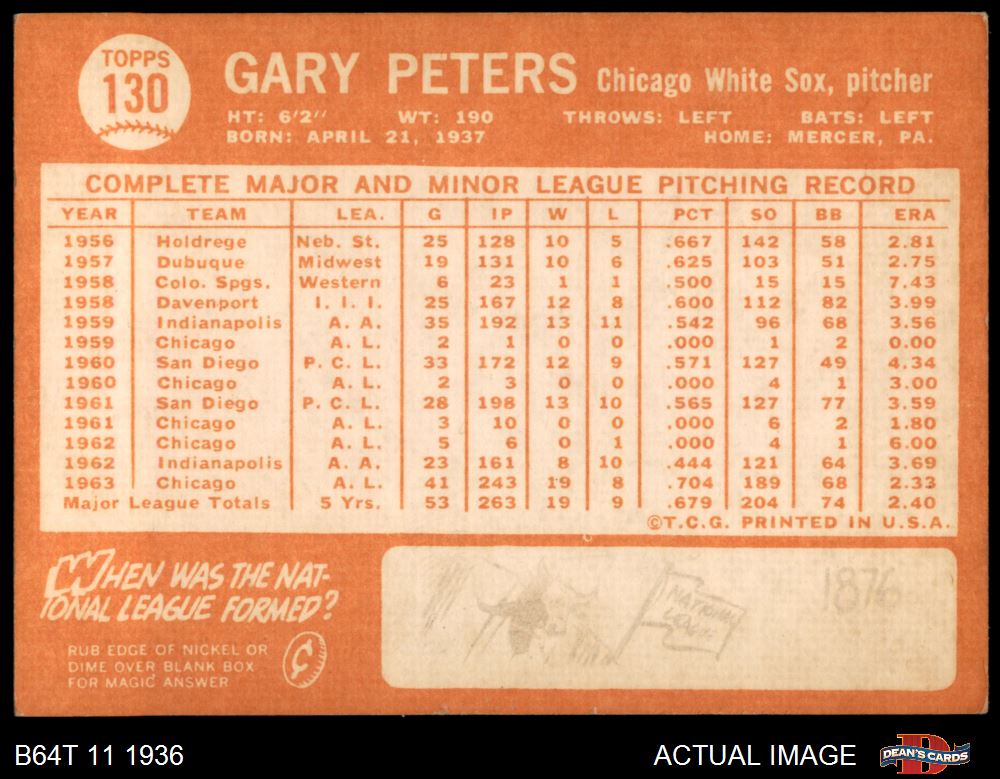 TOPPS
130
GARY PETERS Chicago White Sox, pitcher
HT: 6'2" WT: 190 THROWS: LEFT BATS: LEFT
BORN: APRIL 21, 1937 HOME: MERCER, PA.
COMPLETE MAJOR AND MINOR LEAGUE PITCHING RECORD
YEAR TEAM LEA. G IP W L PCT SO BB ERA
1956 Holdrege Neb. St. 25 128 10 5 .667 142 58 2.81
1957 Dubuque Midwest 19 131 10 6 .625 103 51 2.75
1958 Colo. Spgs. Western 6 23 1 1 .500 15 15 7.43
1958 Davenport I. I. I. 25 167 12 8 .600 112 82 3.99
1959 Indianapolis A. A. 35 192 13 11 .542 96 68 3.56
1959 Chicago A. L. 2 1 0 0 .000 1 2 0.00
1960 San Diego P. C. L. 33 172 12 9 .571 127 49 4.34
1960 Chicago A. L. 2 3 0 0 .000 4 1 3.00
1961 San Diego P. C. L. 28 198 13 10 .565 127 77 3.59
1961 Chicago A. L. 3 10 0 0 .000 6 2 1.80
1962 Chicago A. L. 5 6 0 1 .000 4 1 6.00
1962 Indianapolis A. A. 23 161 8 10 .444 121 64 3.69
1963 Chicago A. L. 41 243 19 8 .704 189 68 2.33
Major League Totals 5 Yrs. 53 263 19 9 .679 204 74 2.40
©T.C.G. PRINTED IN U.S.A.
WHEN WAS THE NAT-
IONAL LEAGUE FORMED?
RUB EDGE OF NICKEL OR
DIME OVER BLANK BOX
FOR MAGIC ANSWER
¢
NATIONAL
LEAGUE
1876
B64T 11 1936 ACTUAL IMAGE DEAN'S CARDS